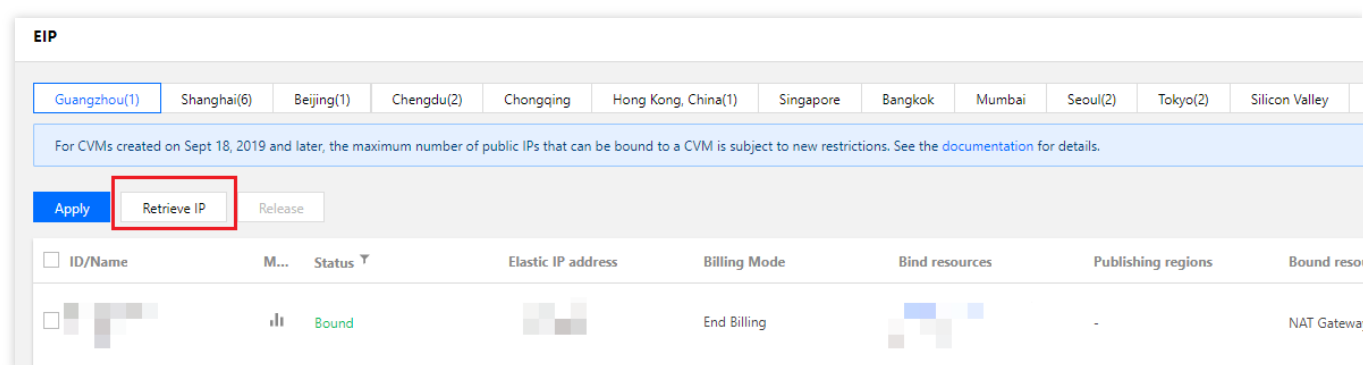 EIP
Guangzhou(1) Shanghai(6) Beijing(1) Chengdu(2) Chongqing Hong Kong, China(1) Singapore Bangkok Mumbai Seoul(2) Tokyo(2) Silicon Valley
For CVMs created on Sept 18, 2019 and later, the maximum number of public IPs that can be bound to a CVM is subject to new restrictions. See the documentation for details.
Apply Retrieve IP Release
ID/Name M... Status Elastic IP address Billing Mode Bind resources Publishing regions Bound resou
Bound End Billing - NAT Gateway